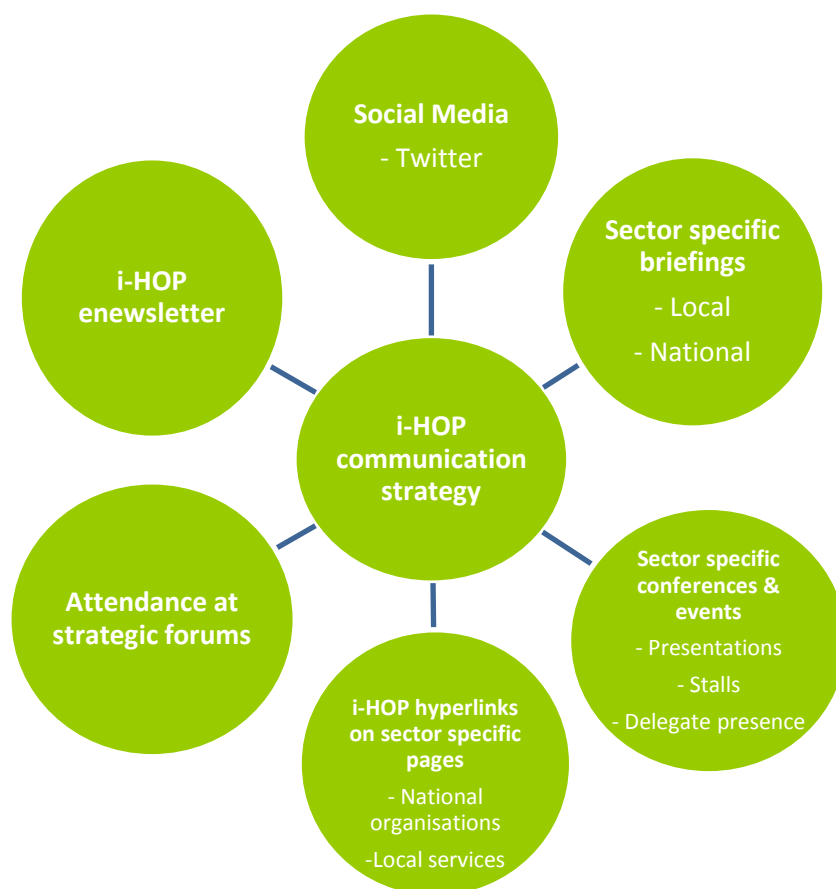 Social Media
- Twitter
Sector specific
briefings
- Local
- National
i-HOP
enewsletter
i-HOP
communication
strategy
Attendance at
strategic forums
Sector specific
conferences &
events
- Presentations
- Stalls
- Delegate presence
i-HOP hyperlinks
on sector specific
pages
- National
organisations
-Local services